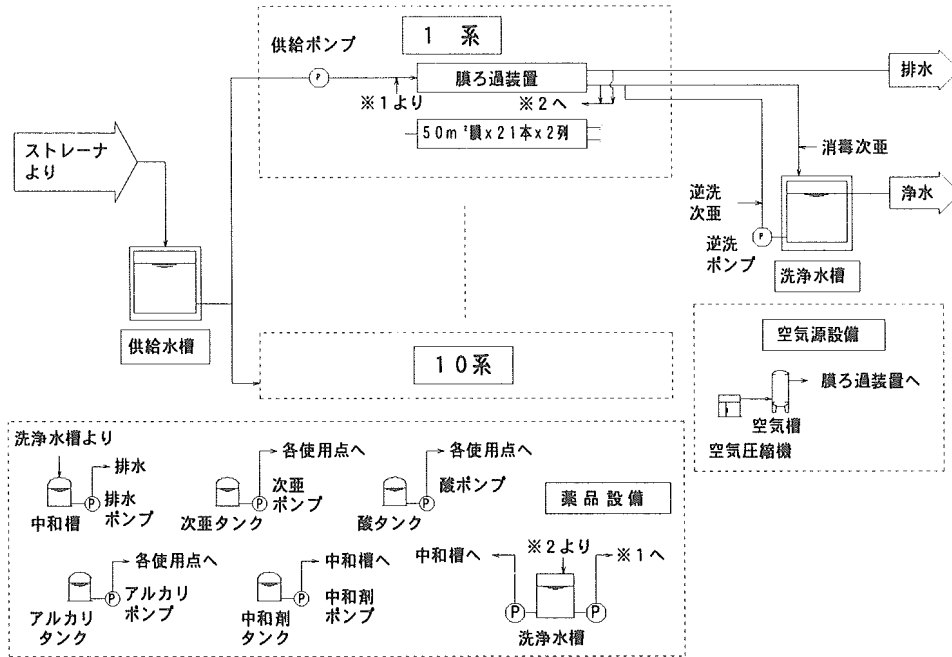 供給ポンプ
1 系
P
膜ろ過装置
※1より
※2へ
50m²膜x21本x2列
排水
ストレーナ
より
消毒次亜
浄水
逆洗
次亜
P
逆洗
ポンプ
洗浄水槽
供給水槽
10系
空気源設備
膜ろ過装置へ
空気槽
空気圧縮機
洗浄水槽より
排水
P
排水
ポンプ
中和槽
各使用点へ
P
次亜
ポンプ
次亜タンク
各使用点へ
P
酸ポンプ
酸タンク
薬品設備
各使用点へ
P
アルカリ
ポンプ
アルカリ
タンク
中和槽へ
P
中和剤
ポンプ
中和剤
タンク
中和槽へ
※2より
※1へ
P
P
洗浄水槽